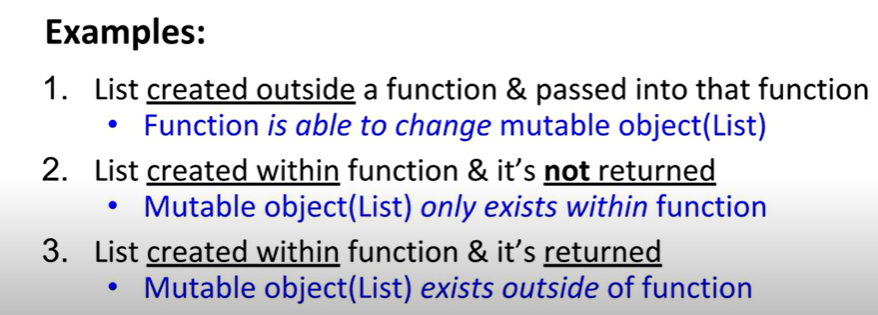 Examples:
1. List created outside a function & passed into that function
• Function is able to change mutable object(List)
2. List created within function & it's not returned
• Mutable object(List) only exists within function
3. List created within function & it's returned
• Mutable object(List) exists outside of function